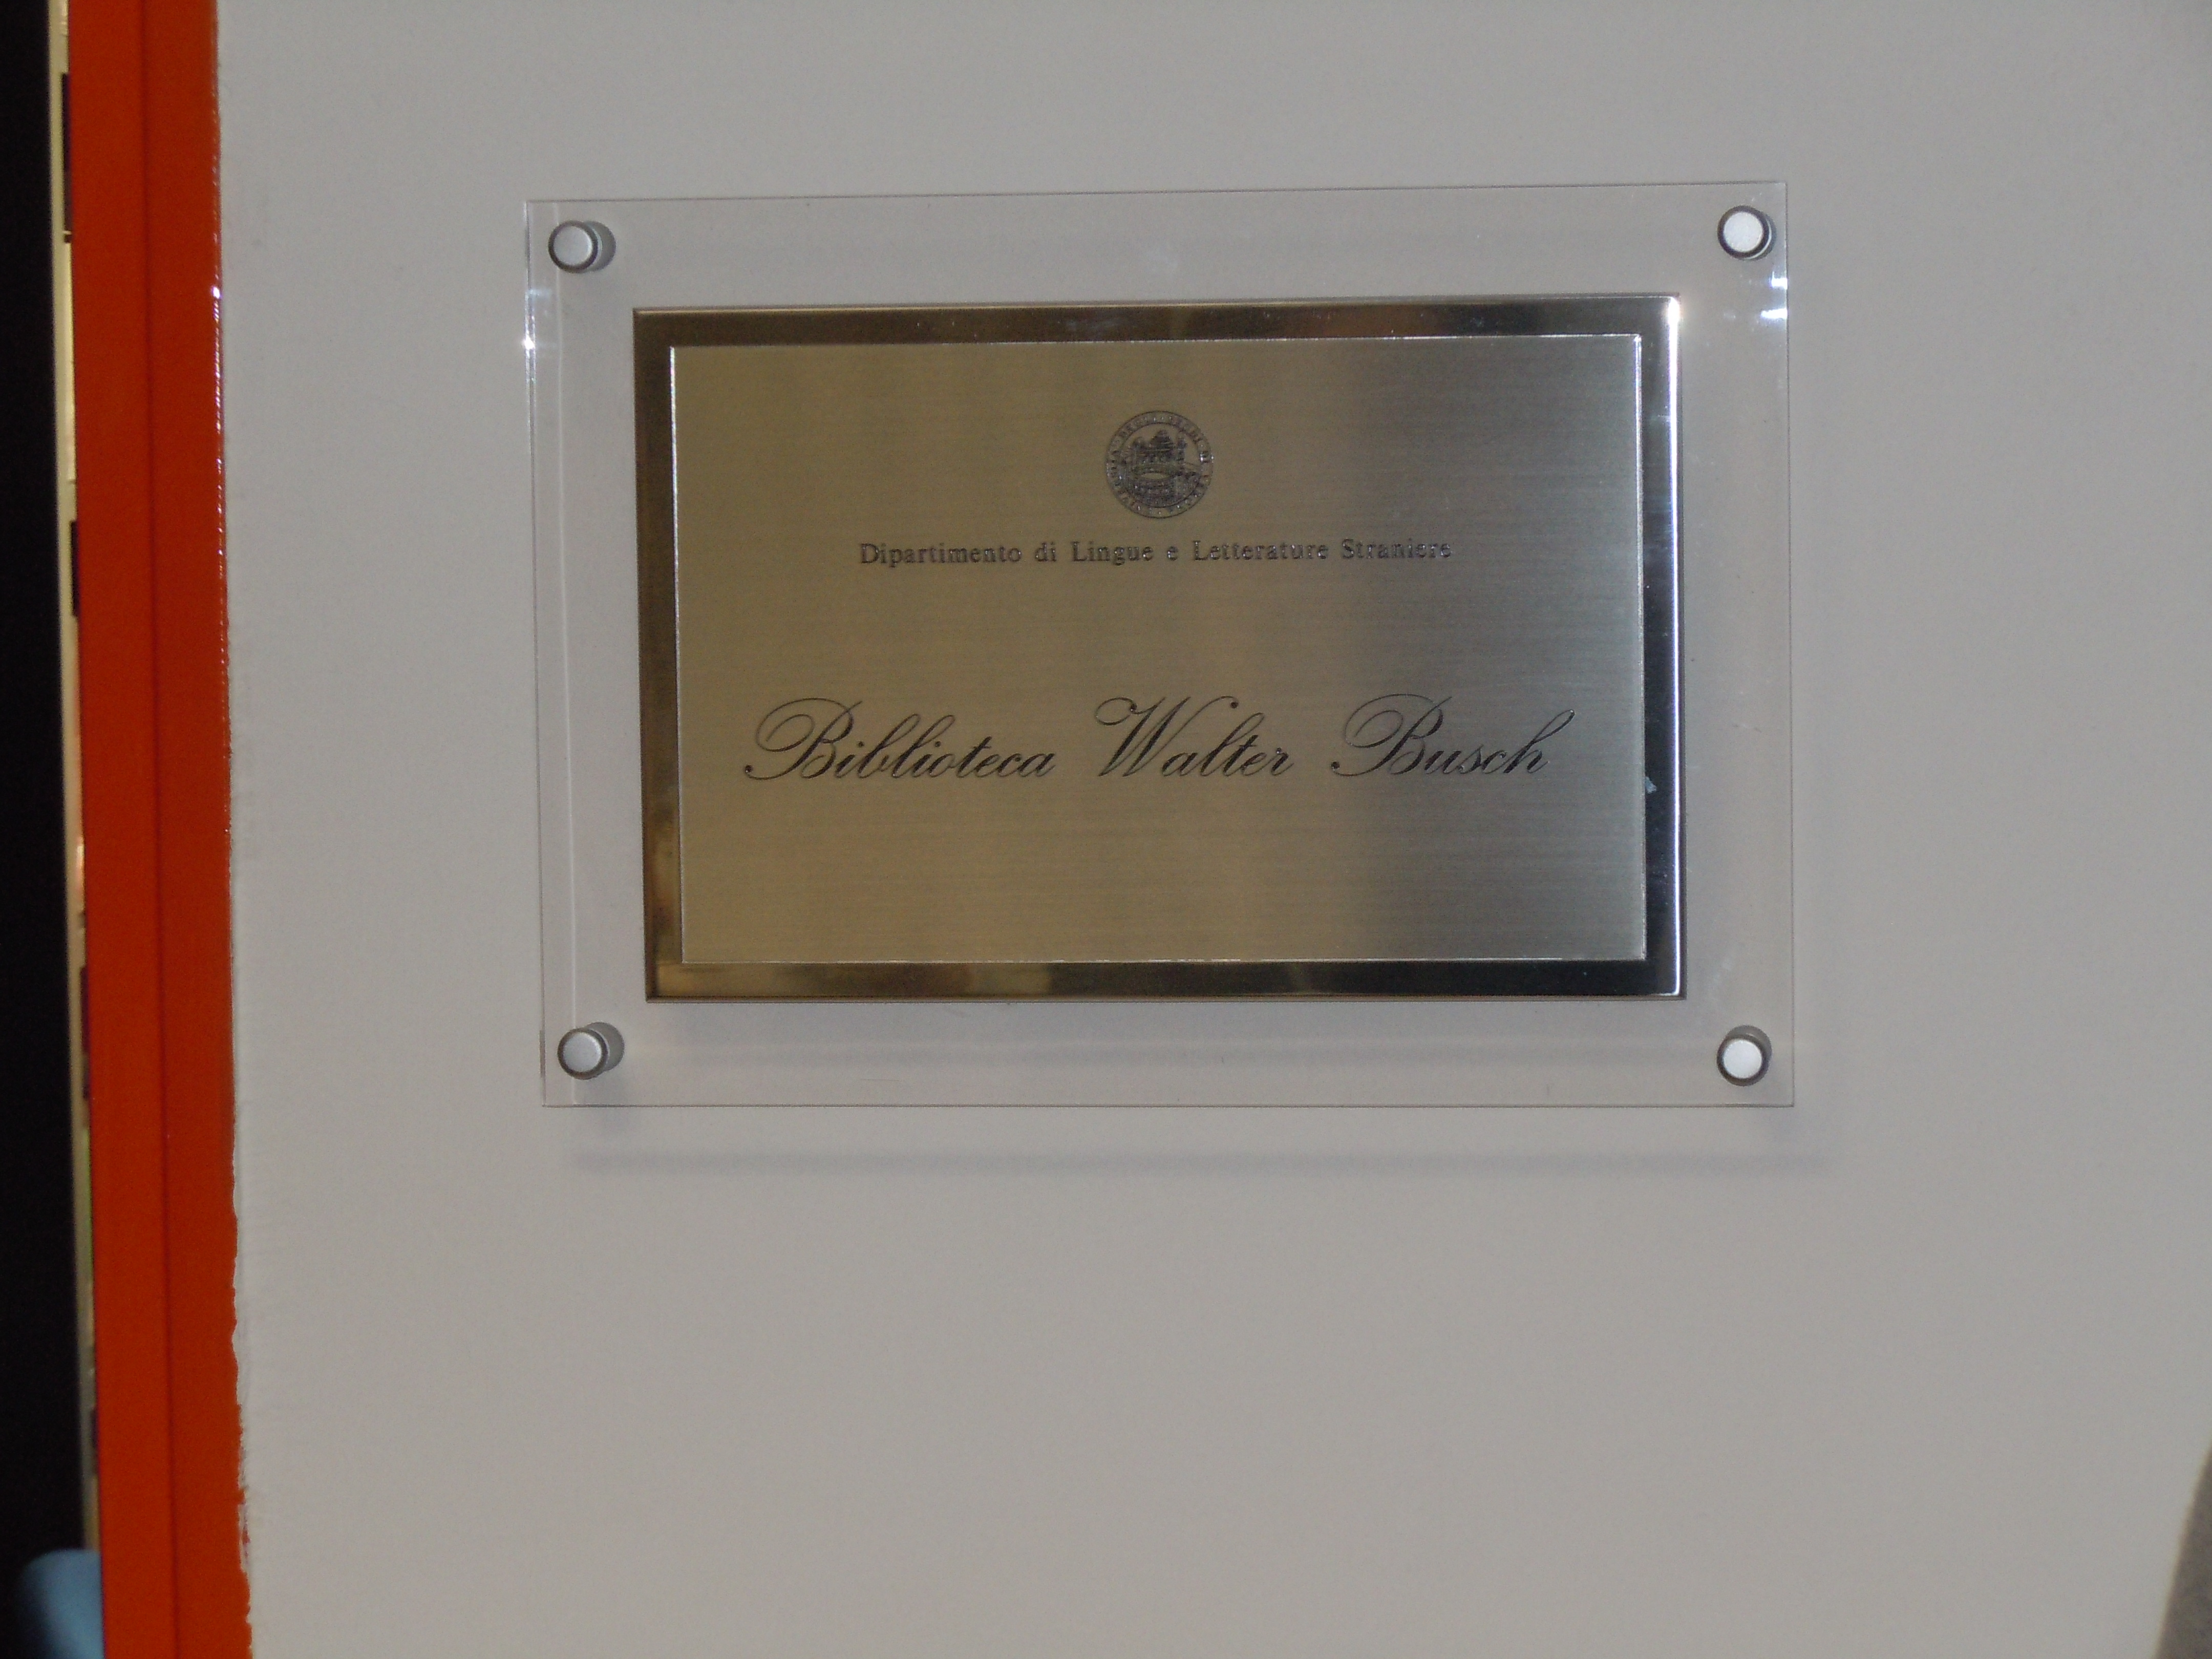 Dipartimento di Lingue e Letterature Straniere
Biblioteca Walter Busch